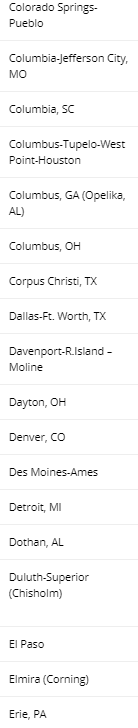 Colorado Springs-
Pueblo
Columbia-Jefferson City,
MO
Columbia, SC
Columbus-Tupelo-West
Point-Houston
Columbus, GA (Opelika,
AL)
Columbus, OH
Corpus Christi, TX
Dallas-Ft. Worth, TX
Davenport-R.Island –
Moline
Dayton, OH
Denver, CO
Des Moines-Ames
Detroit, MI
Dothan, AL
Duluth-Superior
(Chisholm)
El Paso
Elmira (Corning)
Erie, PA